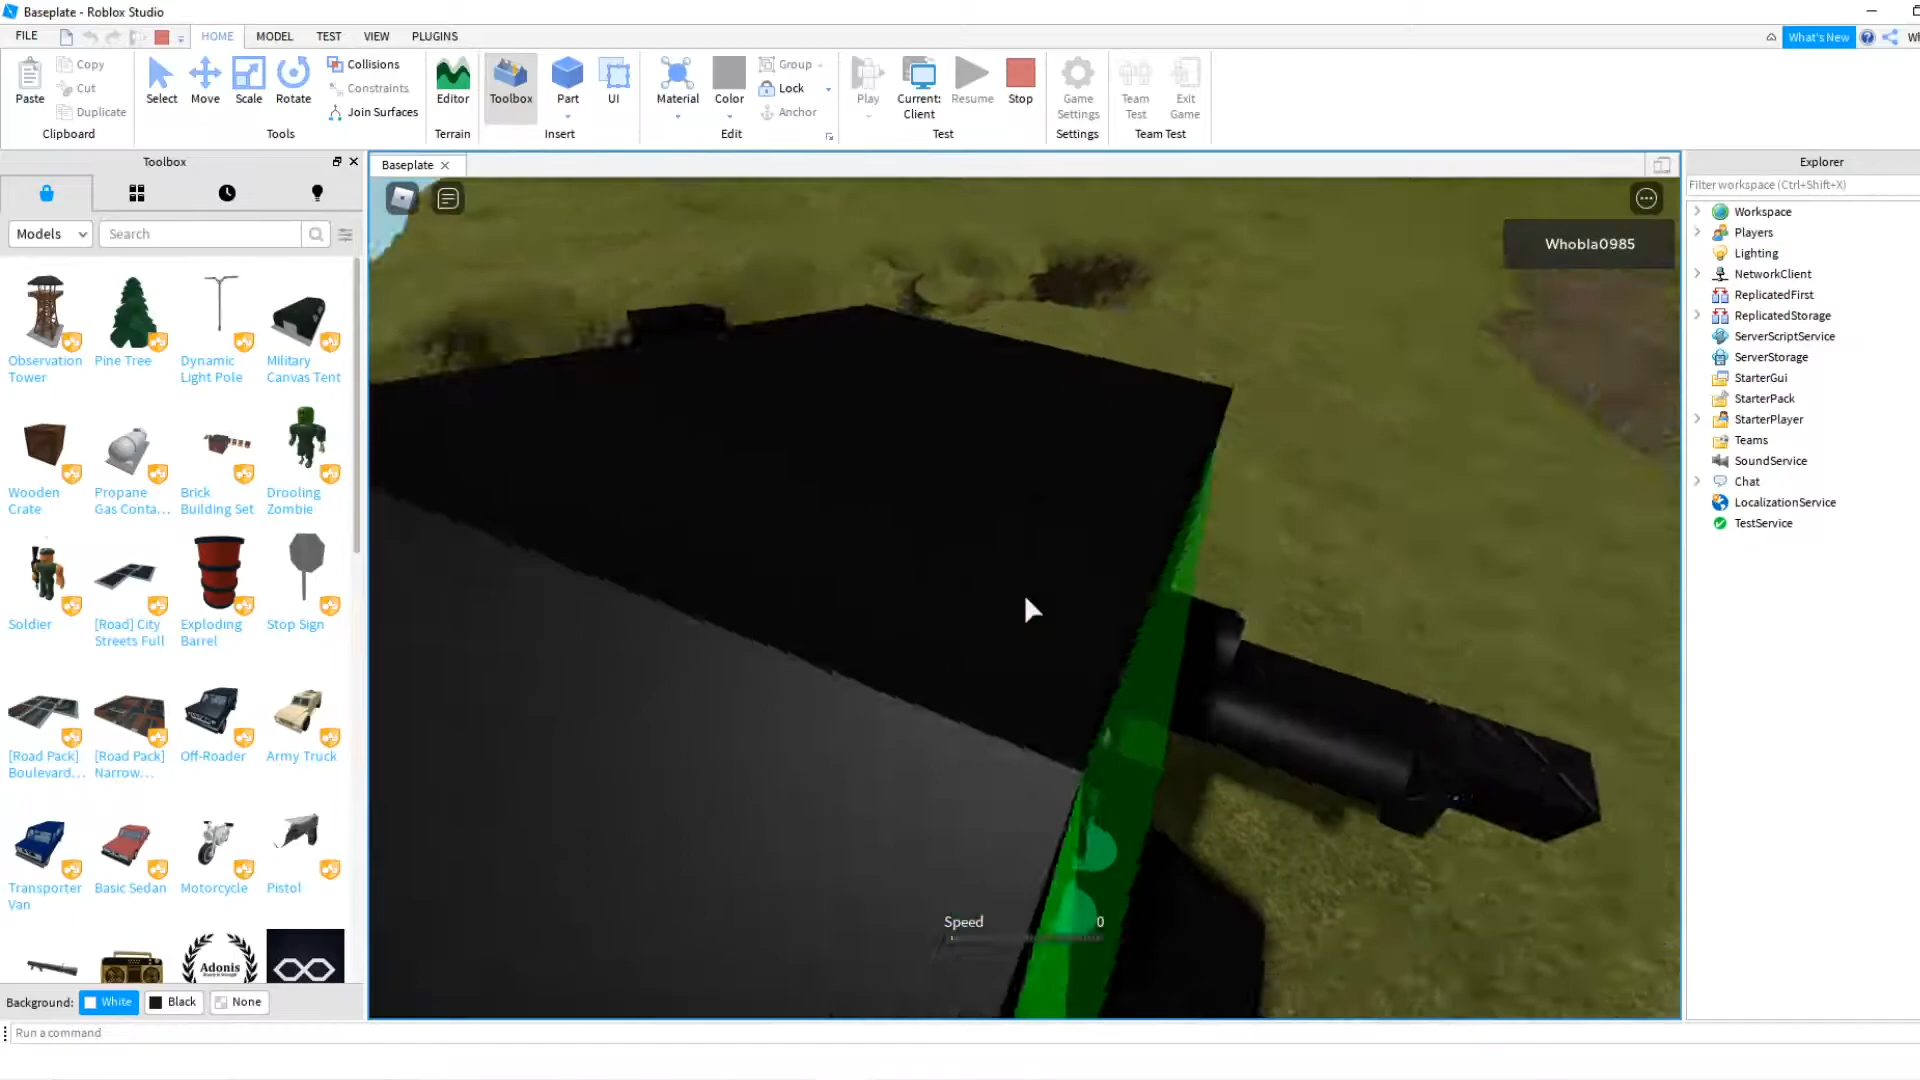 Baseplate - Roblox Studio
FILE
HOME
MODEL
TEST
VIEW
PLUGINS
What's New
Paste
Copy
Cut
Duplicate
Clipboard
Select
Move
Scale
Rotate
Collisions
Constraints
Join Surfaces
Tools
Editor
Terrain
Toolbox
Part
UI
Insert
Material
Color
Group
Lock
Anchor
Edit
Play
Current:
Client
Resume
Stop
Test
Game
Settings
Settings
Team
Test
Exit
Game
Team Test
Toolbox
Baseplate
Explorer
Models
Search
Filter workspace (Ctrl+Shift+X)
Observation
Tower
Pine Tree
Dynamic
Light Pole
Military
Canvas Tent
Wooden
Crate
Propane
Gas Conta...
Brick
Building Set
Drooling
Zombie
Soldier
[Road] City
Streets Full
Exploding
Barrel
Stop Sign
[Road Pack]
Boulevard...
[Road Pack]
Narrow...
Off-Roader
Army Truck
Transporter
Van
Basic Sedan
Motorcycle
Pistol
Adonis
Background:
White
Black
None
Run a command
Whobla0985
Speed 0
Workspace
Players
Lighting
NetworkClient
ReplicatedFirst
ReplicatedStorage
ServerScriptService
ServerStorage
StarterGui
StarterPack
StarterPlayer
Teams
SoundService
Chat
LocalizationService
TestService